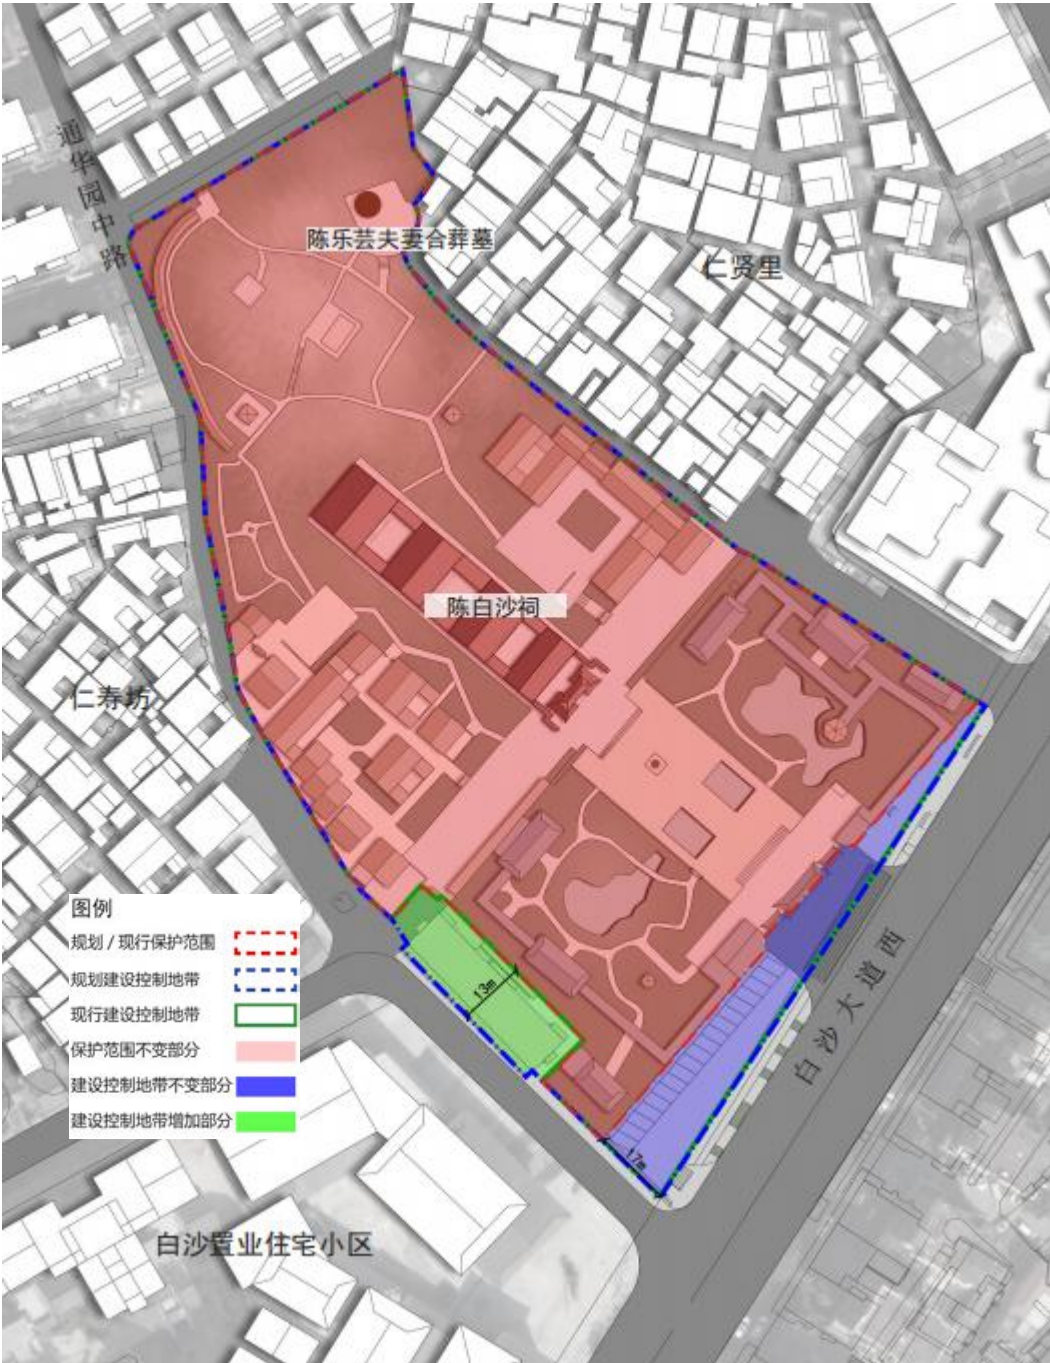 通华园中路
陈乐芸夫妻合葬墓
仁贤里
陈白沙祠
仁寿坊
图例
规划 / 现行保护范围
规划建设控制地带
现行建设控制地带
保护范围不变部分
建设控制地带不变部分
建设控制地带增加部分
13m
白沙大道西
17m
白沙置业住宅小区